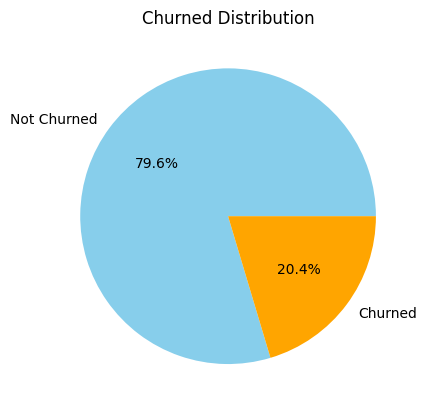 Churned Distribution
Not Churned
79.6%
20.4%
Churned